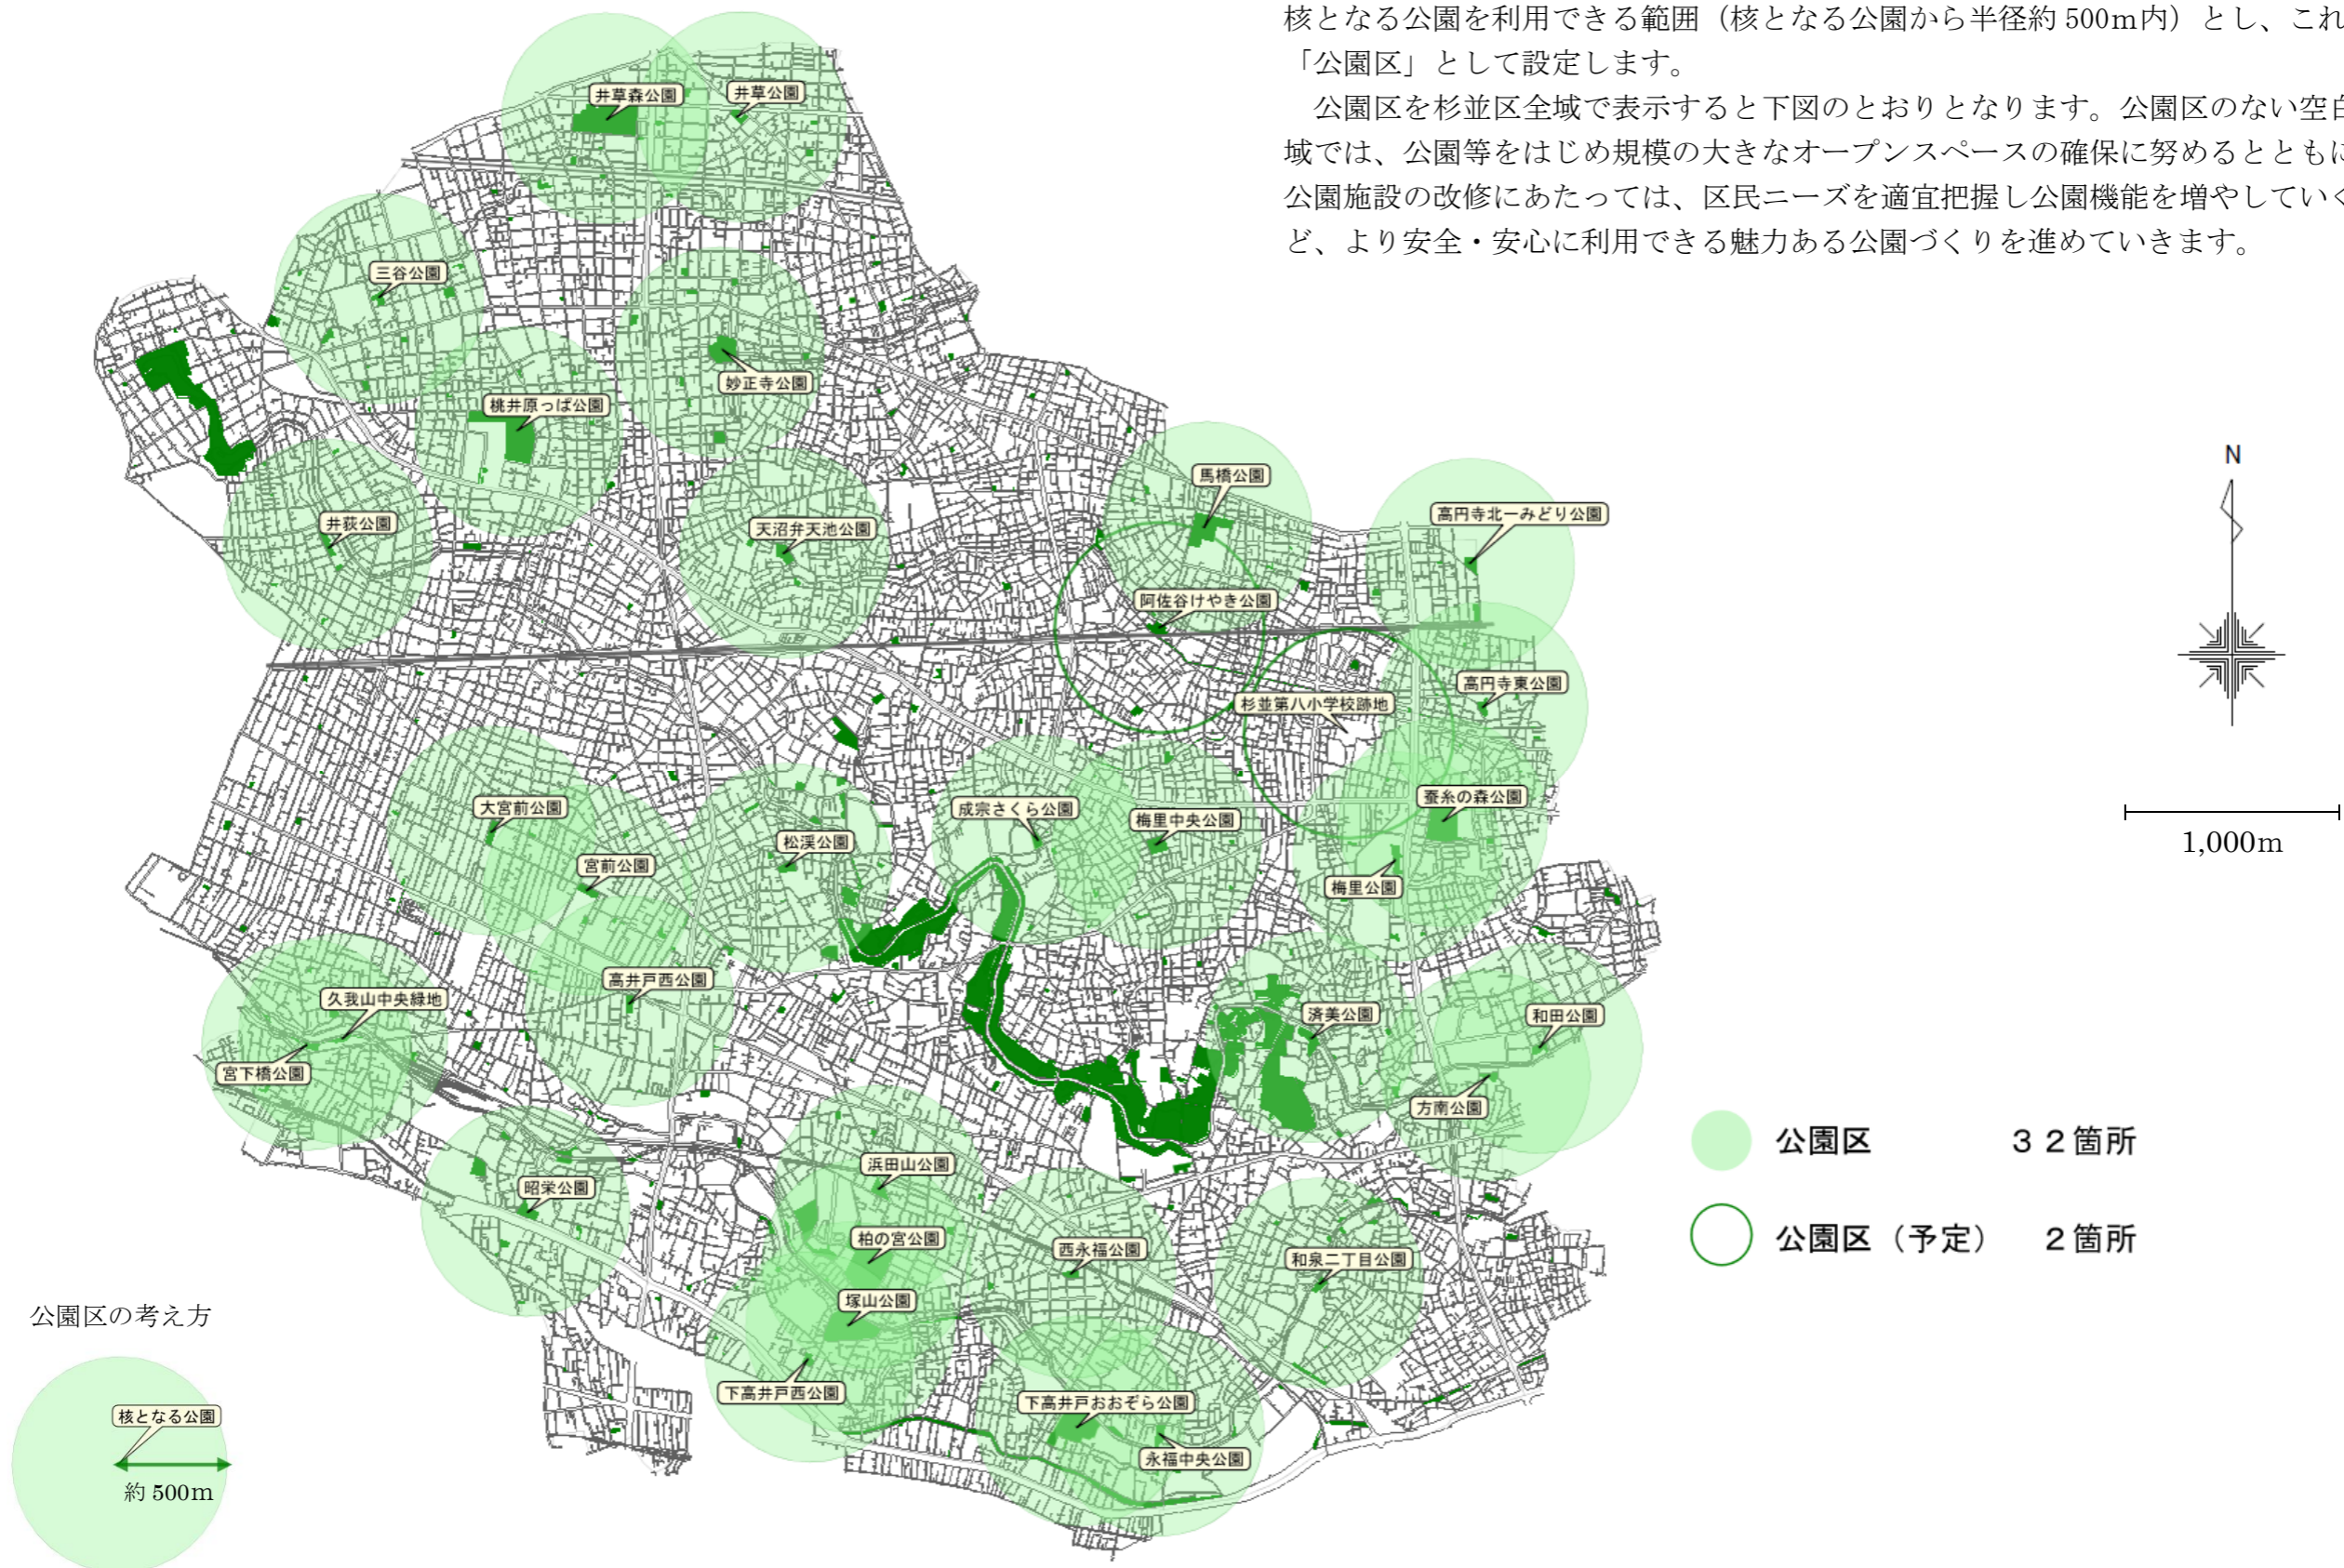 核となる公園を利用できる範囲（核となる公園から半径約 500m内）とし、これ
「公園区」として設定します。
公園区を杉並区全域で表示すると下図のとおりとなります。公園区のない空白
域では、公園等をはじめ規模の大きなオープンスペースの確保に努めるとともに
公園施設の改修にあたっては、区民ニーズを適宜把握し公園機能を増やしていく
ど、より安全・安心に利用できる魅力ある公園づくりを進めていきます。
井草森公園
井草公園
三谷公園
妙正寺公園
桃井原っぱ公園
馬橋公園
井荻公園
天沼弁天池公園
高円寺北一みどり公園
阿佐谷けやき公園
高円寺東公園
杉並第八小学校跡地
大宮前公園
成宗さくら公園
梅里中央公園
蚕糸の森公園
松渓公園
宮前公園
梅里公園
高井戸西公園
久我山中央緑地
済美公園
和田公園
宮下橋公園
方南公園
浜田山公園
昭栄公園
柏の宮公園
西永福公園
和泉二丁目公園
塚山公園
下高井戸西公園
下高井戸おおぞら公園
永福中央公園
N
1,000m
公園区 ３２箇所
公園区（予定） ２箇所
公園区の考え方
核となる公園
約 500m